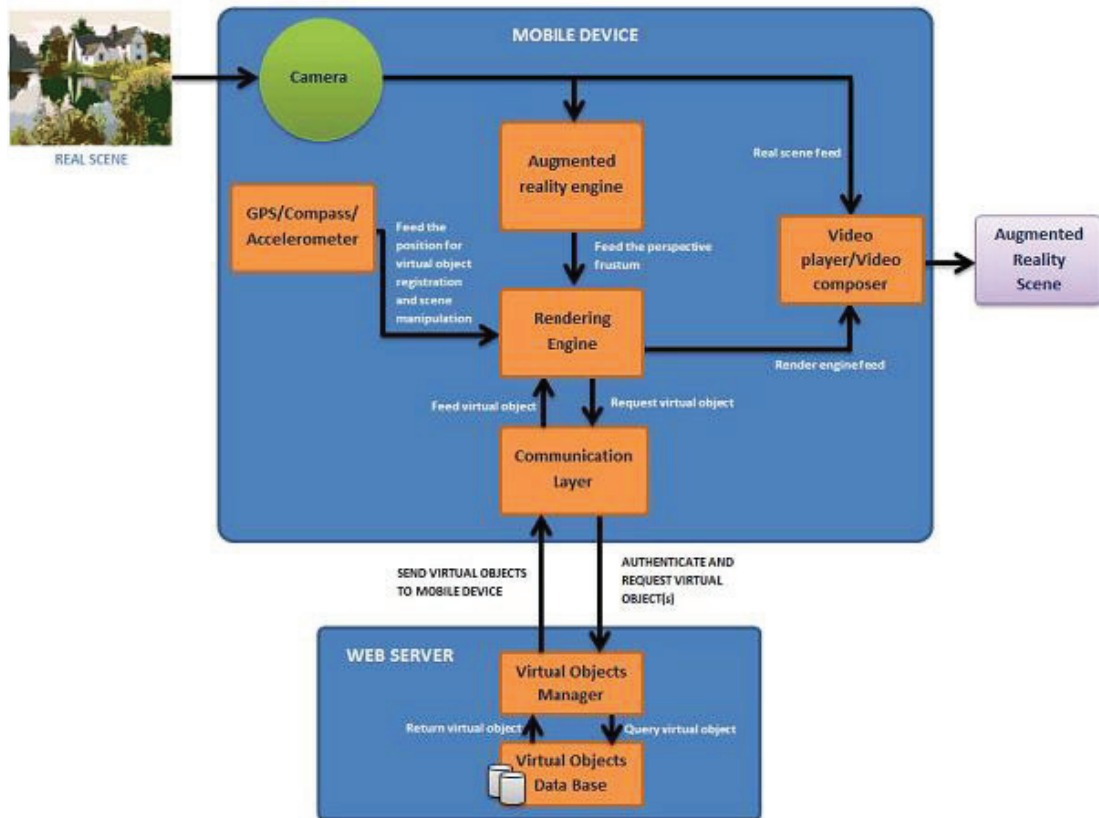 MOBILE DEVICE
Camera
REAL SCENE
Augmented
reality engine
Real scene feed
GPS/Compass/
Accelerometer
Feed the
position for
virtual object
registration
and scene
manipulation
Feed the perspective
frustum
Video
player/Video
composer
Augmented
Reality
Scene
Rendering
Engine
Render engine feed
Feed virtual object
Request virtual object
Communication
Layer
SEND VIRTUAL OBJECTS
TO MOBILE DEVICE
AUTHENTICATE AND
REQUEST VIRTUAL
OBJECT(s)
WEB SERVER
Virtual Objects
Manager
Return virtual object
Query virtual object
Virtual Objects
Data Base